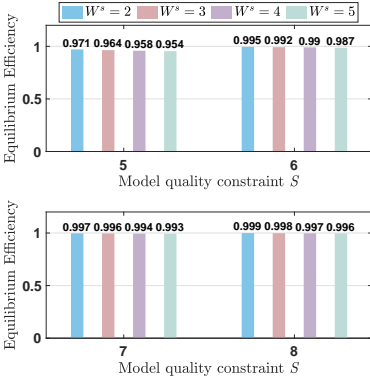 W^s = 2 W^s = 3 W^s = 4 W^s = 5
Equilibrium Efficiency
1
0.5
0
0.971 0.964 0.958 0.954 0.995 0.992 0.99 0.987
5 6
Model quality constraint S
Equilibrium Efficiency
1
0.5
0
0.997 0.996 0.994 0.993 0.999 0.998 0.997 0.996
7 8
Model quality constraint S